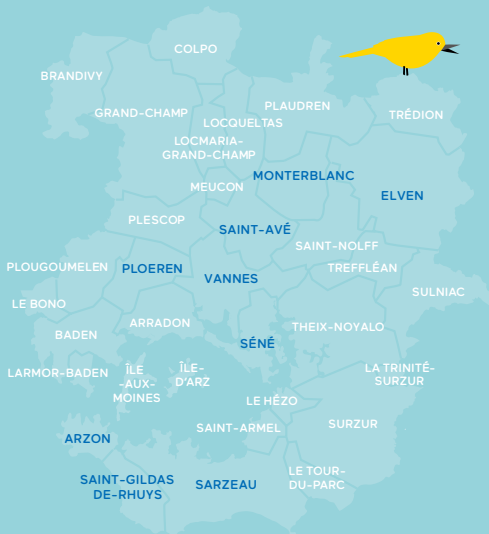 COLPO
BRANDIVY
GRAND-CHAMP
PLAUDREN
LOCQUELTAS
TRÉDION
LOCMARIA-
GRAND-CHAMP
MONTERBLANC
MEUCON
ELVEN
PLESCOP
SAINT-AVÉ
SAINT-NOLFF
PLOUGOUMELEN
PLOEREN
TREFFLÉAN
VANNES
SULNIAC
LE BONO
ARRADON
THEIX-NOYALO
BADEN
SÉNÉ
LARMOR-BADEN
ÎLE
-AUX-
MOINES
ÎLE-
D'ARZ
LA TRINITÉ-
SURZUR
LE HÉZO
SAINT-ARMEL
SURZUR
ARZON
SAINT-GILDAS
DE-RHUYS
SARZEAU
LE TOUR-
DU-PARC